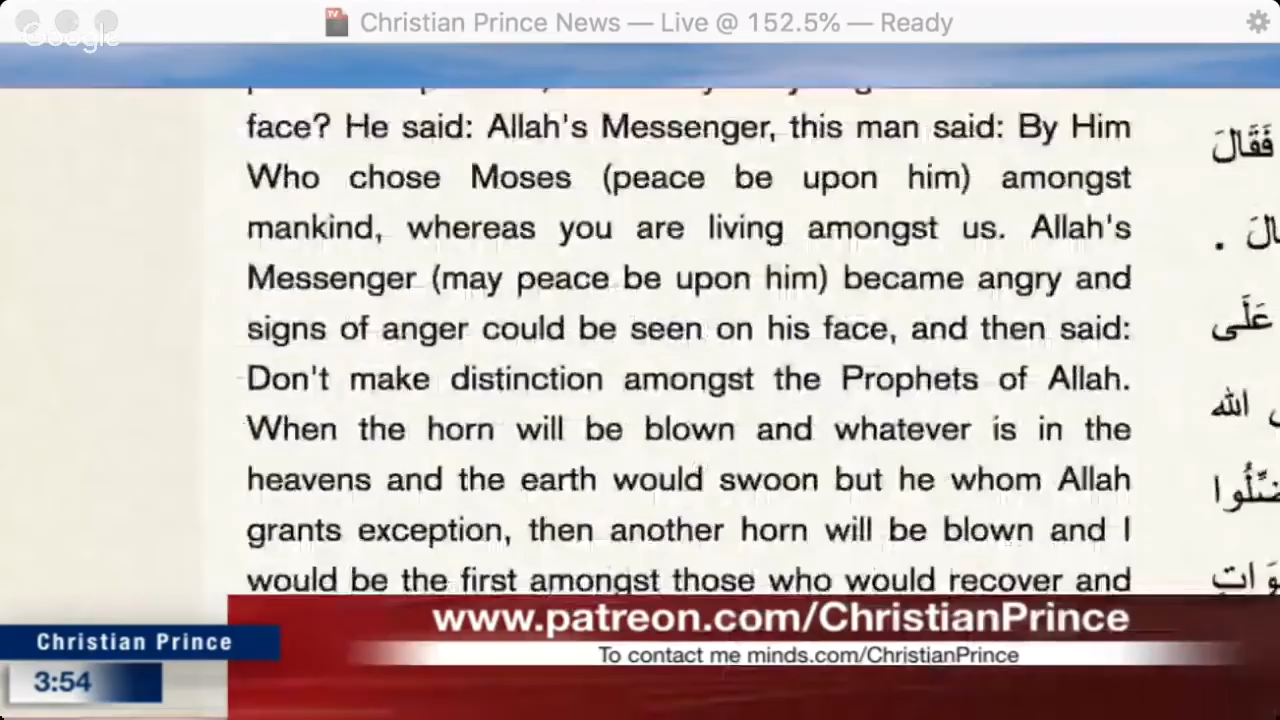 Christian Prince News — Live @ 152.5% — Ready
Google
face? He said: Allah's Messenger, this man said: By Him
Who chose Moses (peace be upon him) amongst
mankind, whereas you are living amongst us. Allah's
Messenger (may peace be upon him) became angry and
signs of anger could be seen on his face, and then said:
Don't make distinction amongst the Prophets of Allah.
When the horn will be blown and whatever is in the
heavens and the earth would swoon but he whom Allah
grants exception, then another horn will be blown and I
would be the first amongst those who would recover and
فَقَالَ
عَلَى
الله
www.patreon.com/ChristianPrince
To contact me minds.com/ChristianPrince
Christian Prince
3:54